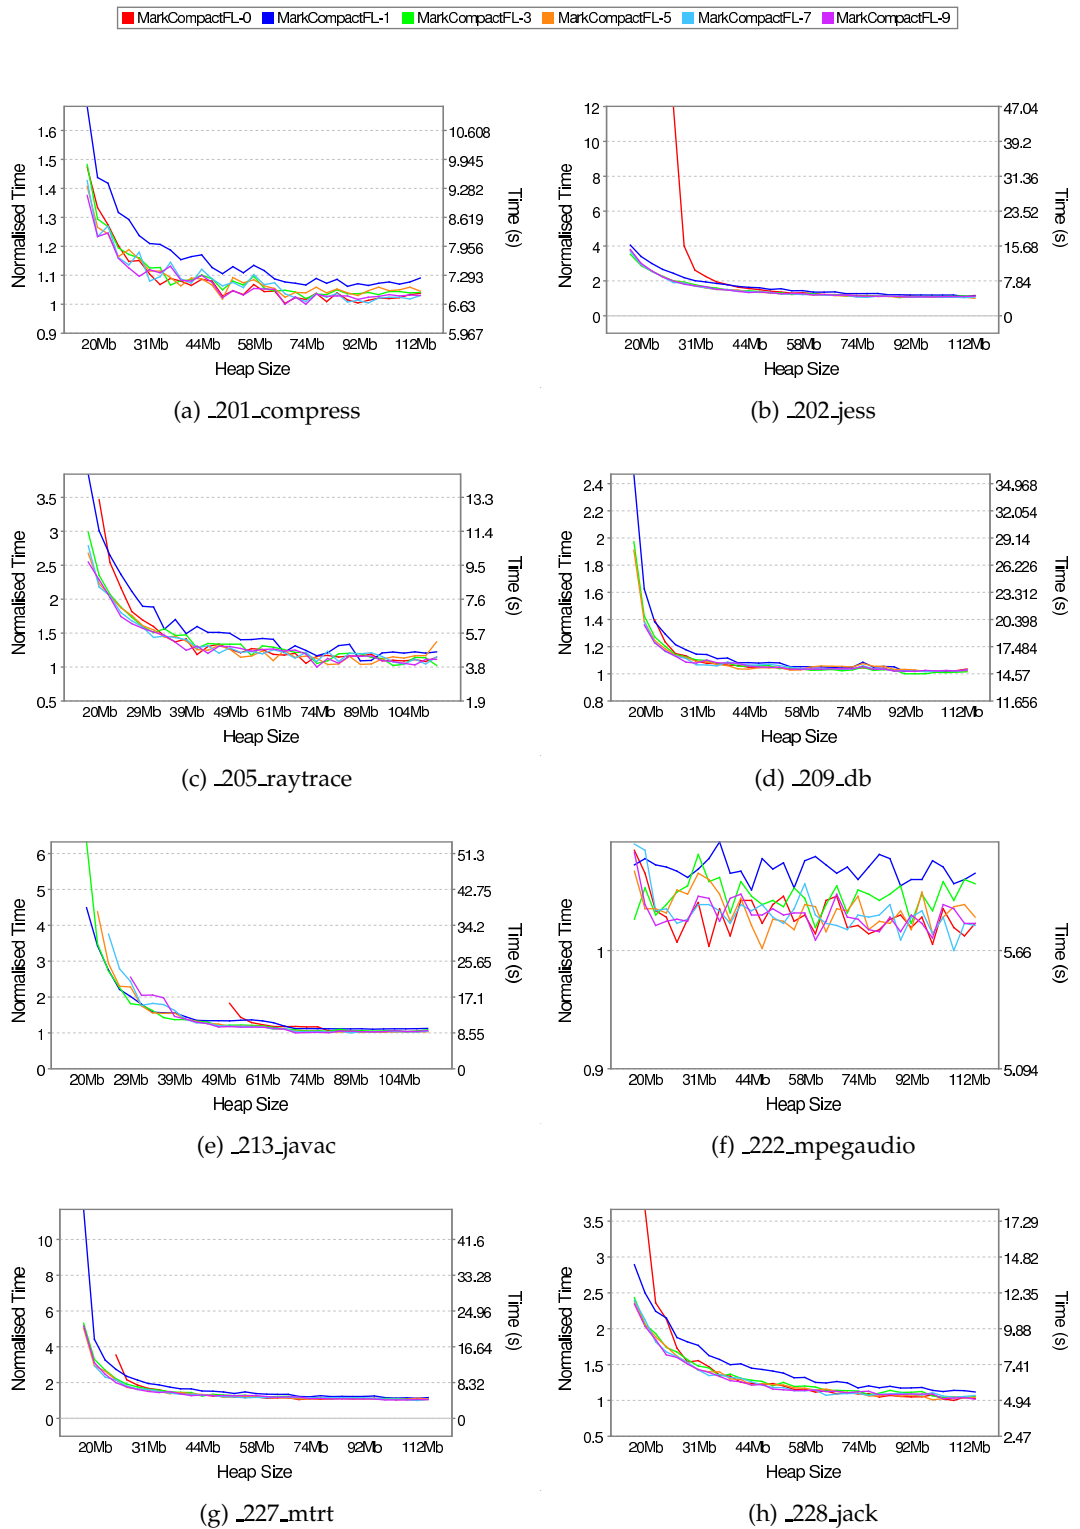 MarkCompactFL-0 MarkCompactFL-1 MarkCompactFL-3 MarkCompactFL-5 MarkCompactFL-7 MarkCompactFL-9
Normalised Time
1.6
1.5
1.4
1.3
1.2
1.1
1
0.9
10.608
9.945
9.282
8.619
7.956
7.293
6.63
5.967
Time (s)
20Mb 31Mb 44Mb 58Mb 74Mb 92Mb 112Mb
Heap Size
(a) _201_compress
Normalised Time
12
10
8
6
4
2
0
47.04
39.2
31.36
23.52
15.68
7.84
0
Time (s)
20Mb 31Mb 44Mb 58Mb 74Mb 92Mb 112Mb
Heap Size
(b) _202_jess
Normalised Time
3.5
3
2.5
2
1.5
1
0.5
13.3
11.4
9.5
7.6
5.7
3.8
1.9
Time (s)
20Mb 29Mb 39Mb 49Mb 61Mb 74Mb 89Mb 104Mb
Heap Size
(c) _205_raytrace
Normalised Time
2.4
2.2
2
1.8
1.6
1.4
1.2
1
0.8
34.968
32.054
29.14
26.226
23.312
20.398
17.484
14.57
11.656
Time (s)
20Mb 31Mb 44Mb 58Mb 74Mb 92Mb 112Mb
Heap Size
(d) _209_db
Normalised Time
6
5
4
3
2
1
0
51.3
42.75
34.2
25.65
17.1
8.55
0
Time (s)
20Mb 29Mb 39Mb 49Mb 61Mb 74Mb 89Mb 104Mb
Heap Size
(e) _213_javac
Normalised Time
1
0.9
5.66
5.094
Time (s)
20Mb 31Mb 44Mb 58Mb 74Mb 92Mb 112Mb
Heap Size
(f) _222_mpegaudio
Normalised Time
10
8
6
4
2
0
41.6
33.28
24.96
16.64
8.32
0
Time (s)
20Mb 31Mb 44Mb 58Mb 74Mb 92Mb 112Mb
Heap Size
(g) _227_mtrt
Normalised Time
3.5
3
2.5
2
1.5
1
0.5
17.29
14.82
12.35
9.88
7.41
4.94
2.47
Time (s)
20Mb 31Mb 44Mb 58Mb 74Mb 92Mb 112Mb
Heap Size
(h) _228_jack